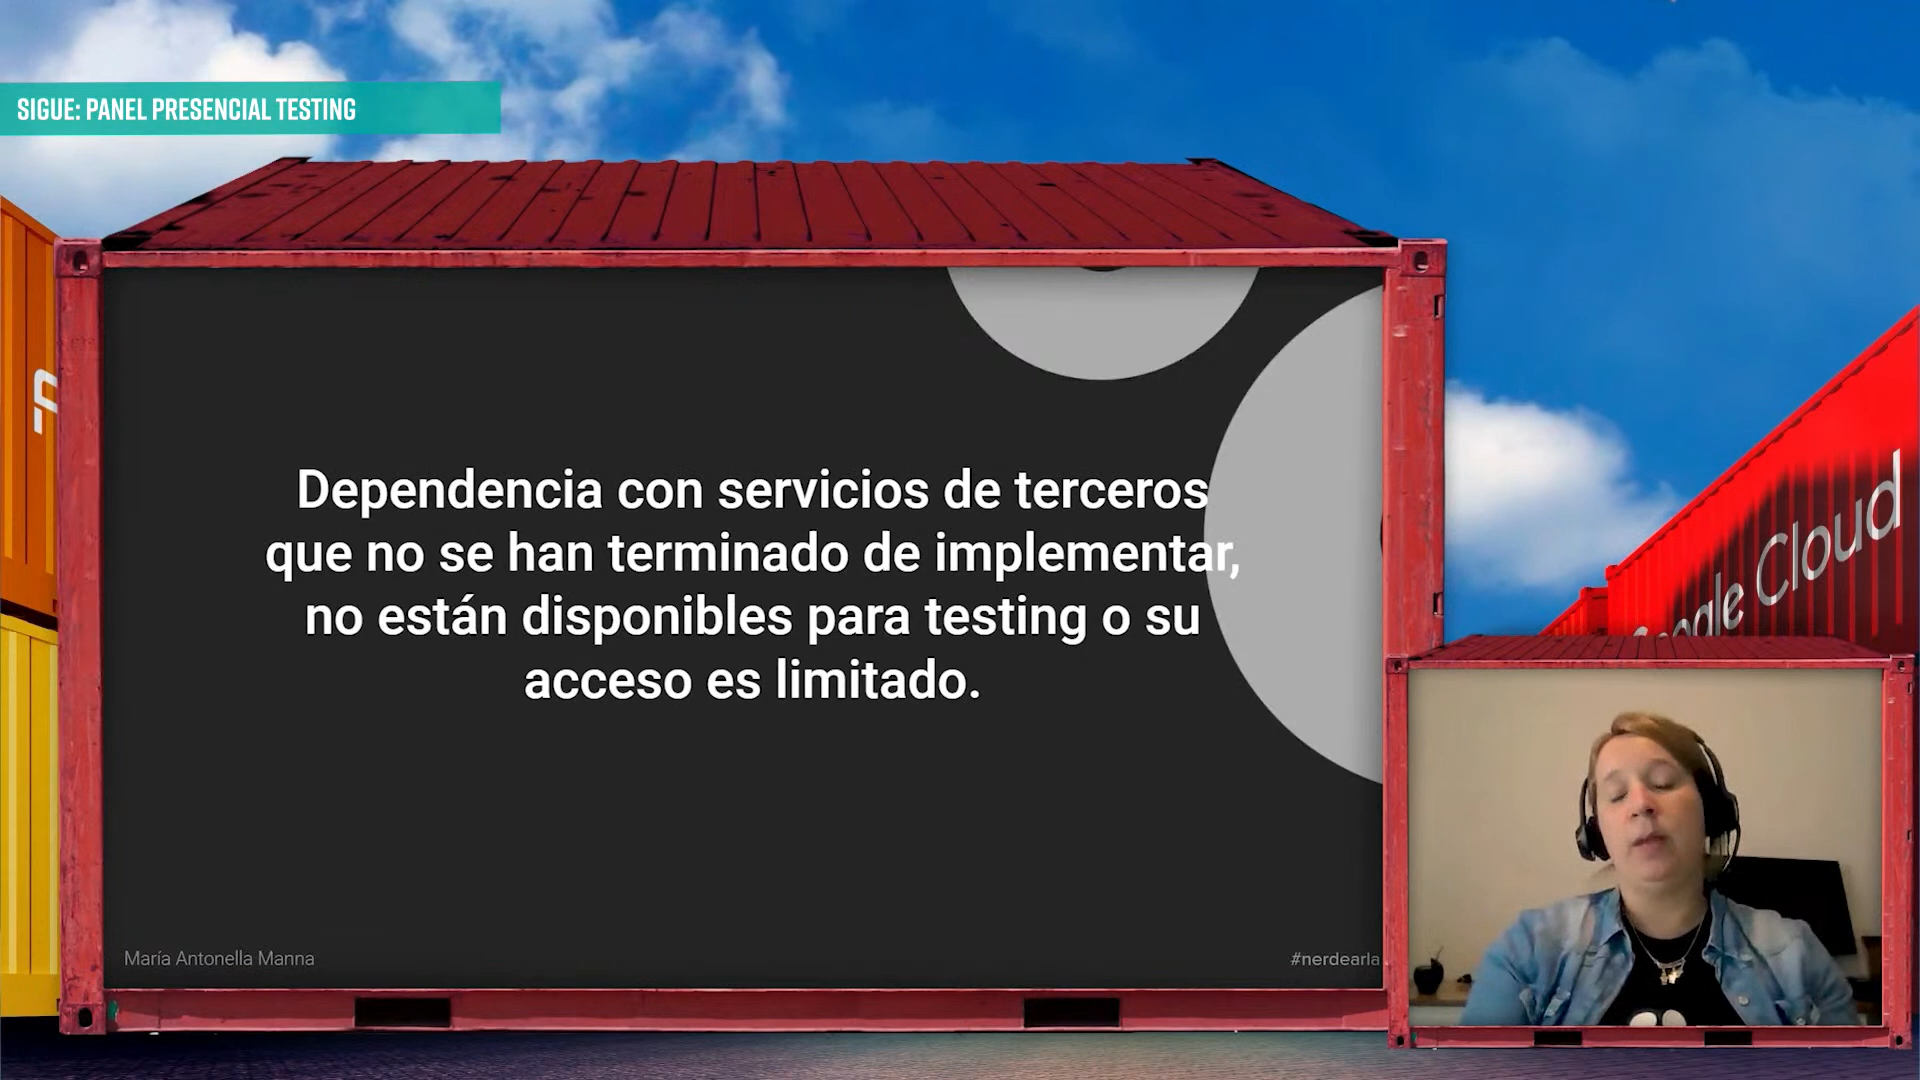 SIGUE: PANEL PRESENCIAL TESTING
Dependencia con servicios de terceros
que no se han terminado de implementar,
no están disponibles para testing o su
acceso es limitado.
María Antonella Manna
#nerdearla
Cloud